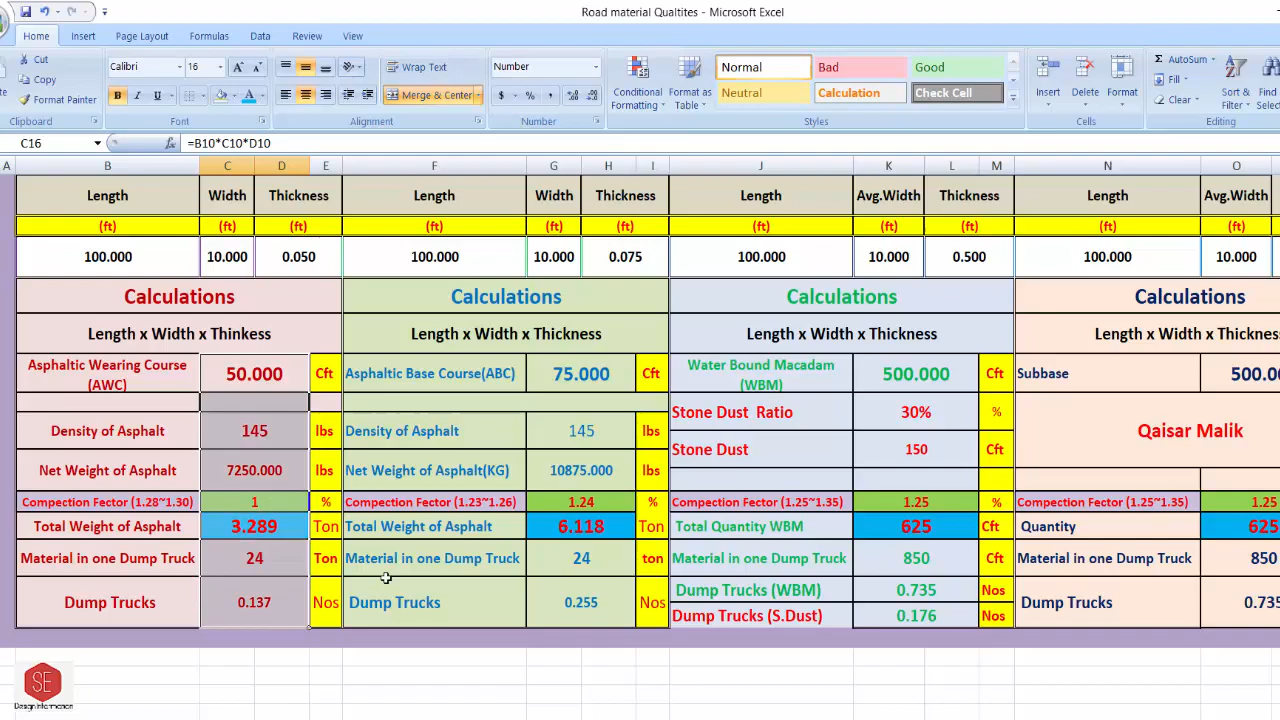 Road material Qualtites - Microsoft Excel
Home Insert Page Layout Formulas Data Review View
Cut Calibri 16 Wrap Text Number Normal Bad Good AutoSum
Copy Conditional Formatting Format as Table Insert Delete Format Fill Sort & Filter Find
Format Painter B I U Merge & Center $ % , Neutral Calculation Check Cell Clear
Clipboard Font Alignment Number Styles Cells Editing
C16 fx =B10*C10*D10
A B C D E F G H I J K L M N O
Length Width Thickness Length Width Thickness Length Avg.Width Thickness Length Avg.Width
(ft) (ft) (ft) (ft) (ft) (ft) (ft) (ft) (ft) (ft) (ft)
100.000 10.000 0.050 100.000 10.000 0.075 100.000 10.000 0.500 100.000 10.000
Calculations Calculations Calculations Calculations
Length x Width x Thinkess Length x Width x Thickness Length x Width x Thickness Length x Width x Thickness
Asphaltic Wearing Course (AWC) 50.000 Cft Asphaltic Base Course(ABC) 75.000 Cft Water Bound Macadam (WBM) 500.000 Cft Subbase 500.00
Stone Dust Ratio 30% %
Density of Asphalt 145 lbs Density of Asphalt 145 lbs Qaisar Malik
Stone Dust 150 Cft
Net Weight of Asphalt 7250.000 lbs Net Weight of Asphalt(KG) 10875.000 lbs
Compection Fector (1.28~1.30) 1 % Compection Fector (1.23~1.26) 1.24 % Compection Fector (1.25~1.35) 1.25 % Compection Fector (1.25~1.35) 1.25
Total Weight of Asphalt 3.289 Ton Total Weight of Asphalt 6.118 Ton Total Quantity WBM 625 Cft Quantity 625
Material in one Dump Truck 24 Ton Material in one Dump Truck 24 ton Material in one Dump Truck 850 Cft Material in one Dump Truck 850
Dump Trucks 0.137 Nos Dump Trucks 0.255 Nos Dump Trucks (WBM) 0.735 Nos Dump Trucks 0.735
Dump Trucks (S.Dust) 0.176 Nos
SE
Design Information